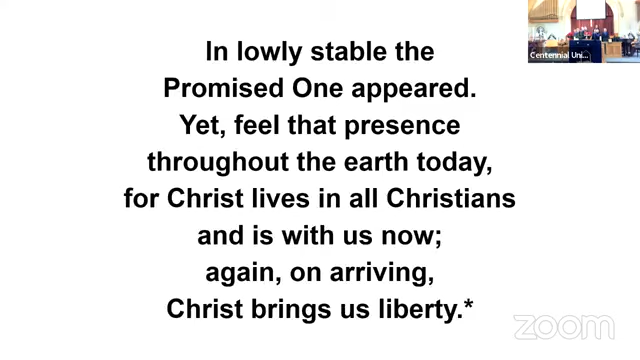 In lowly stable the
Promised One appeared.
Yet, feel that presence
throughout the earth today,
for Christ lives in all Christians
and is with us now;
again, on arriving,
Christ brings us liberty.*
Centennial Uni...
zoom